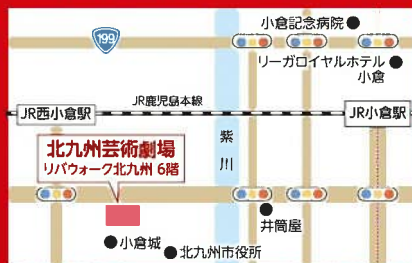 小倉記念病院
199
リーガロイヤルホテル
小倉
JR鹿児島本線
JR西小倉駅
JR小倉駅
紫川
北九州芸術劇場
リバウォーク北九州 6階
井筒屋
小倉城
北九州市役所